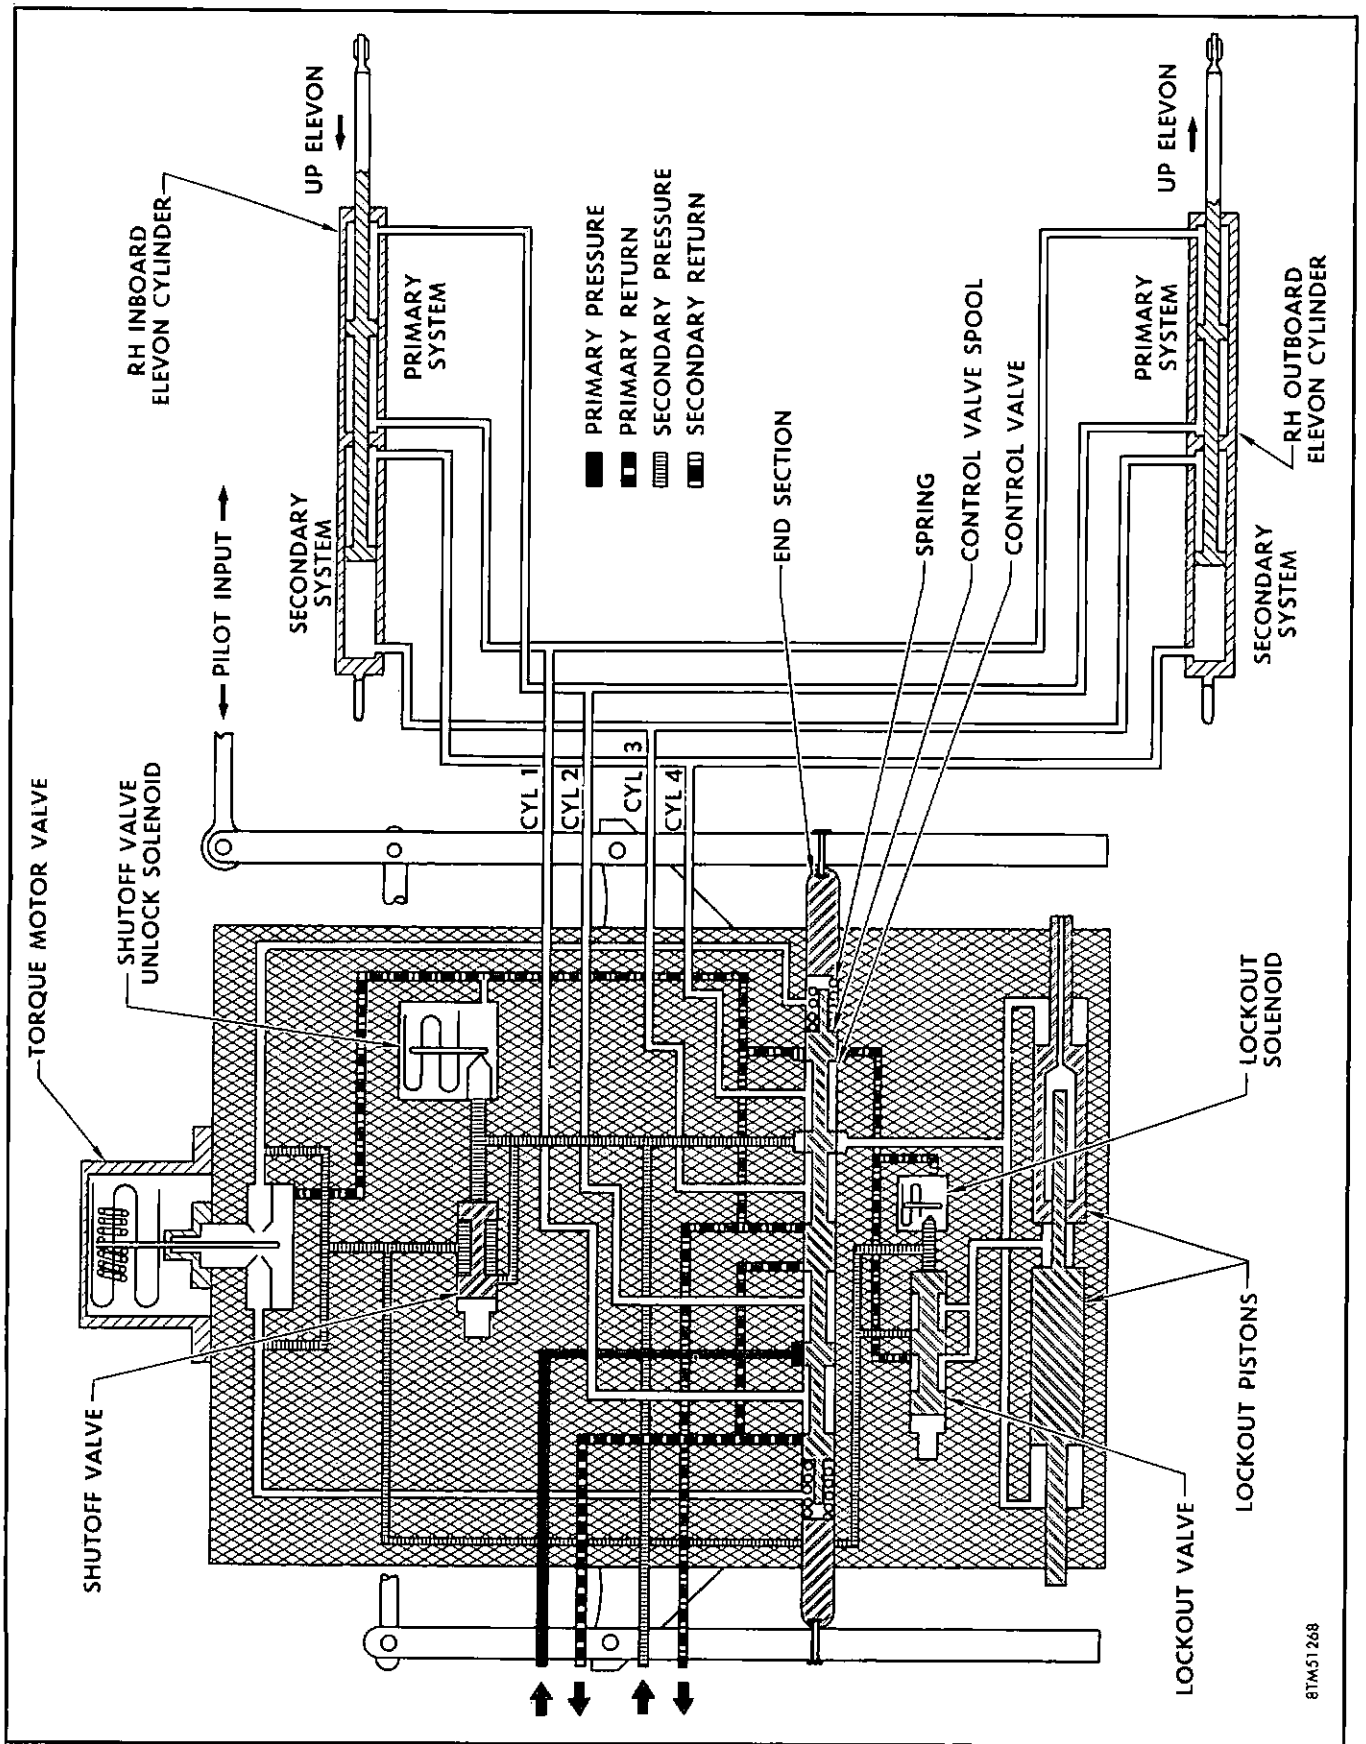 TORQUE MOTOR VALVE
SHUTOFF VALVE
UNLOCK SOLENOID
PILOT INPUT
RH INBOARD
ELEVON CYLINDER
UP ELEVON
SECONDARY
SYSTEM
PRIMARY
SYSTEM
SHUTOFF VALVE
CYL 1
CYL 2
CYL 3
CYL 4
PRIMARY PRESSURE
PRIMARY RETURN
SECONDARY PRESSURE
SECONDARY RETURN
END SECTION
SPRING
CONTROL VALVE SPOOL
CONTROL VALVE
LOCKOUT
SOLENOID
LOCKOUT PISTONS
LOCKOUT VALVE
SECONDARY
SYSTEM
PRIMARY
SYSTEM
UP ELEVON
RH OUTBOARD
ELEVON CYLINDER
8TM51268